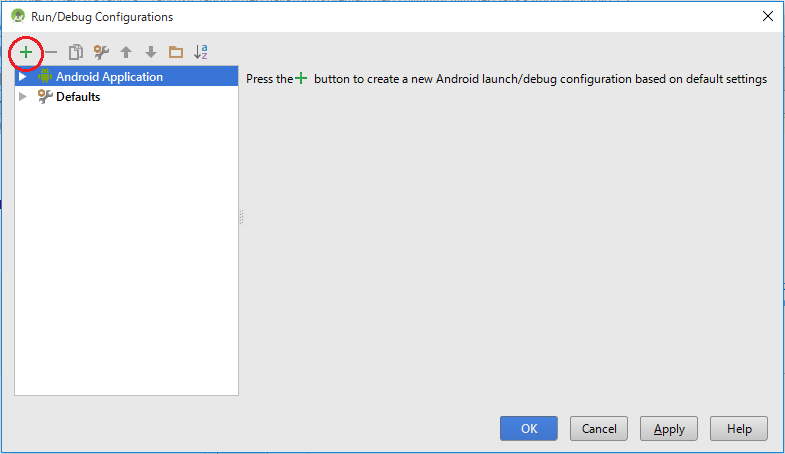 Run/Debug Configurations
Android Application
Defaults
Press the + button to create a new Android launch/debug configuration based on default settings
OK
Cancel
Apply
Help